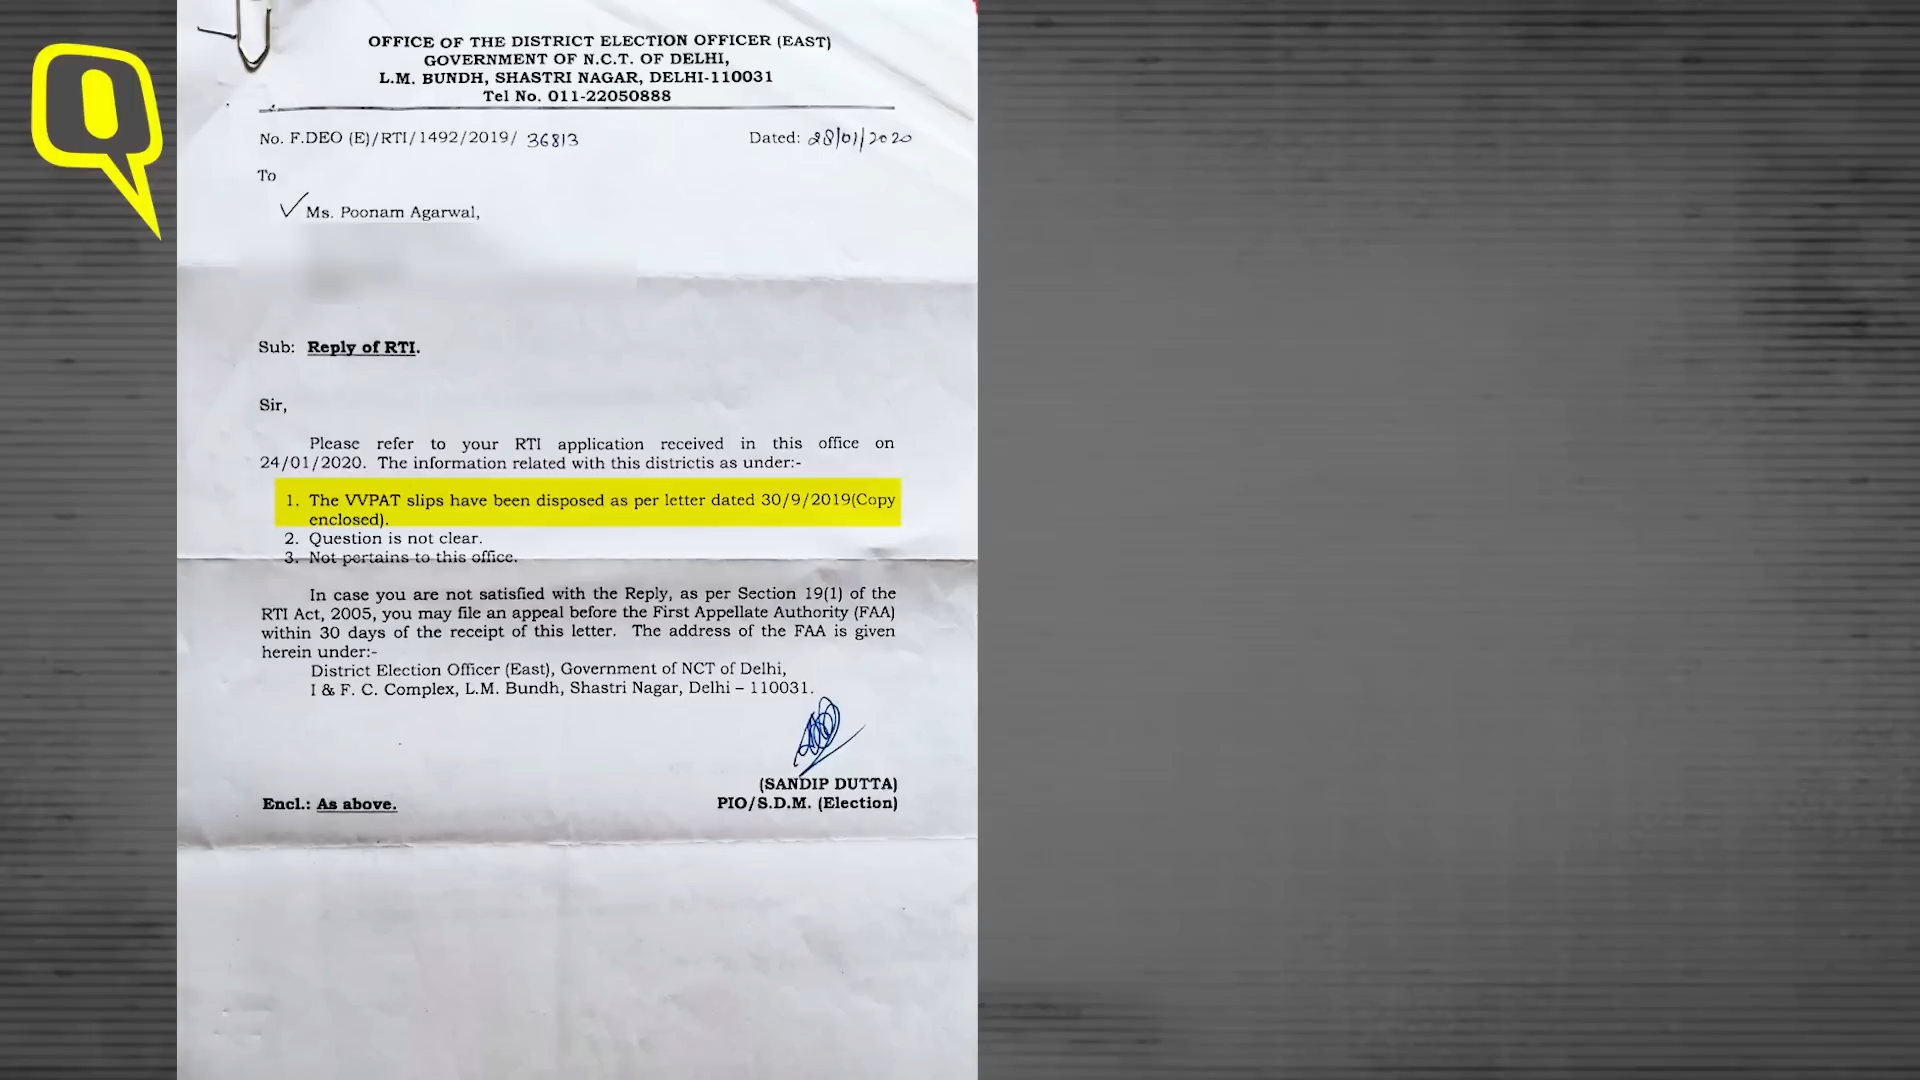 OFFICE OF THE DISTRICT ELECTION OFFICER (EAST)
GOVERNMENT OF N.C.T. OF DELHI,
L.M. BUNDH, SHASTRI NAGAR, DELHI-110031
Tel No. 011-22050888
No. F.DEO (E)/RTI/1492/2019/ 36813
Dated: 28/01/2020
To
Ms. Poonam Agarwal,
Sub: Reply of RTI.
Sir,
Please refer to your RTI application received in this office on
24/01/2020. The information related with this districtis as under:-
1. The VVPAT slips have been disposed as per letter dated 30/9/2019(Copy
enclosed).
2. Question is not clear.
3. Not pertains to this office.
In case you are not satisfied with the Reply, as per Section 19(1) of the
RTI Act, 2005, you may file an appeal before the First Appellate Authority (FAA)
within 30 days of the receipt of this letter. The address of the FAA is given
herein under:-
District Election Officer (East), Government of NCT of Delhi,
I & F. C. Complex, L.M. Bundh, Shastri Nagar, Delhi – 110031.
(SANDIP DUTTA)
PIO/S.D.M. (Election)
Encl.: As above.